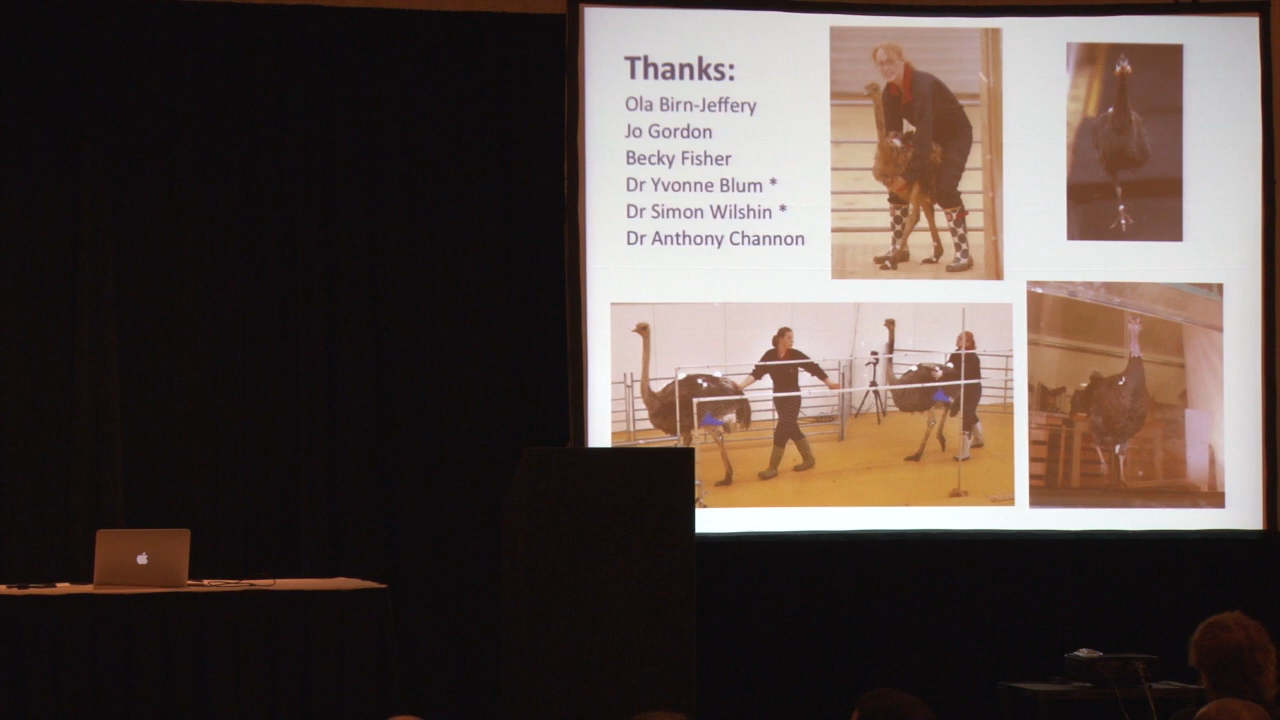 Thanks:
Ola Birn-Jeffery
Jo Gordon
Becky Fisher
Dr Yvonne Blum *
Dr Simon Wilshin *
Dr Anthony Channon